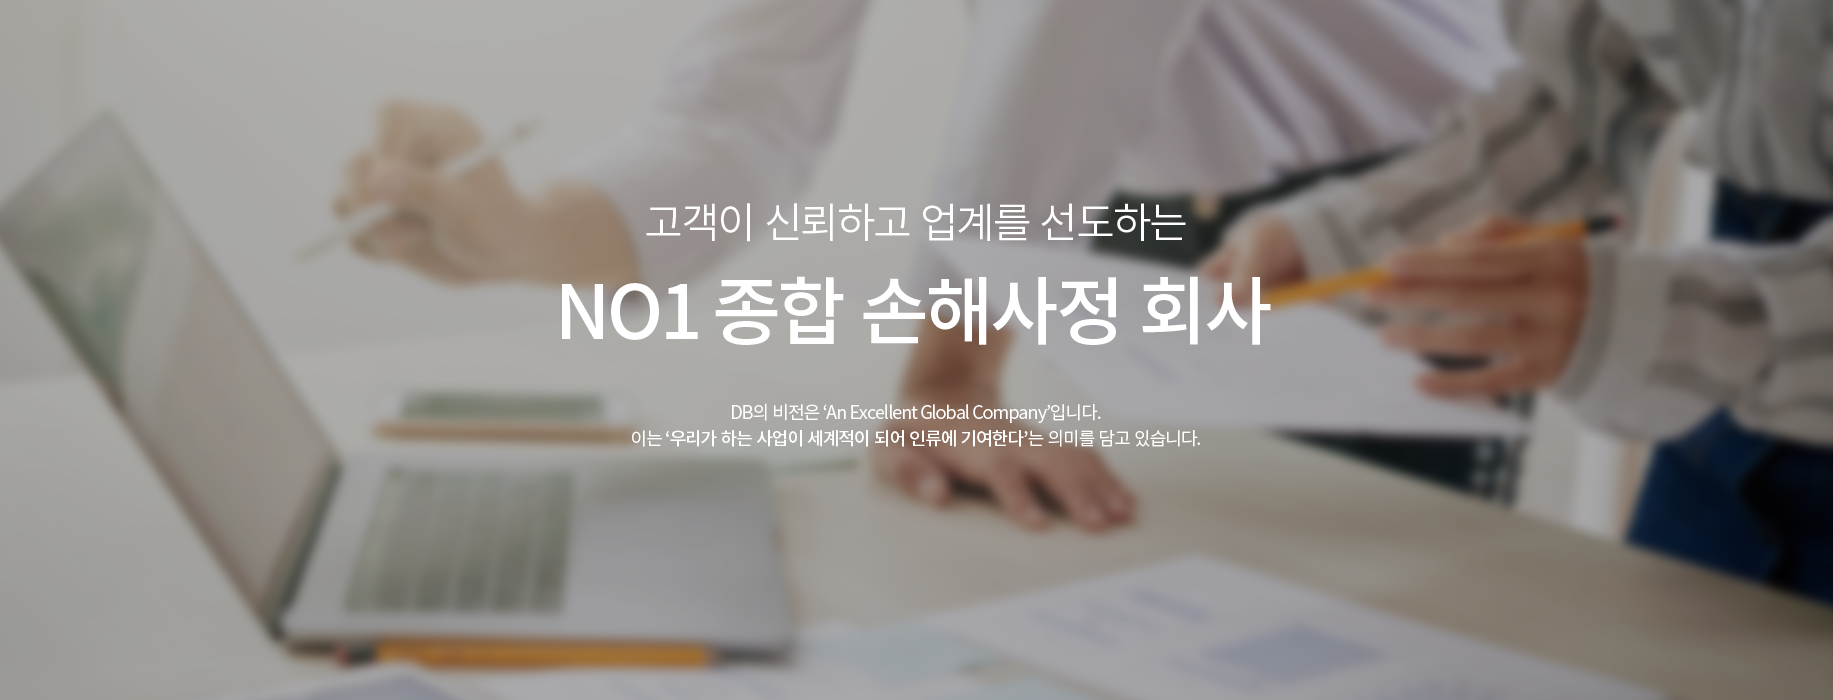 고객이 신뢰하고 업계를 선도하는
NO1 종합 손해사정 회사
DB의 비전은 ‘An Excellent Global Company’입니다.
이는 ‘우리가 하는 사업이 세계적이 되어 인류에 기여한다’는 의미를 담고 있습니다.